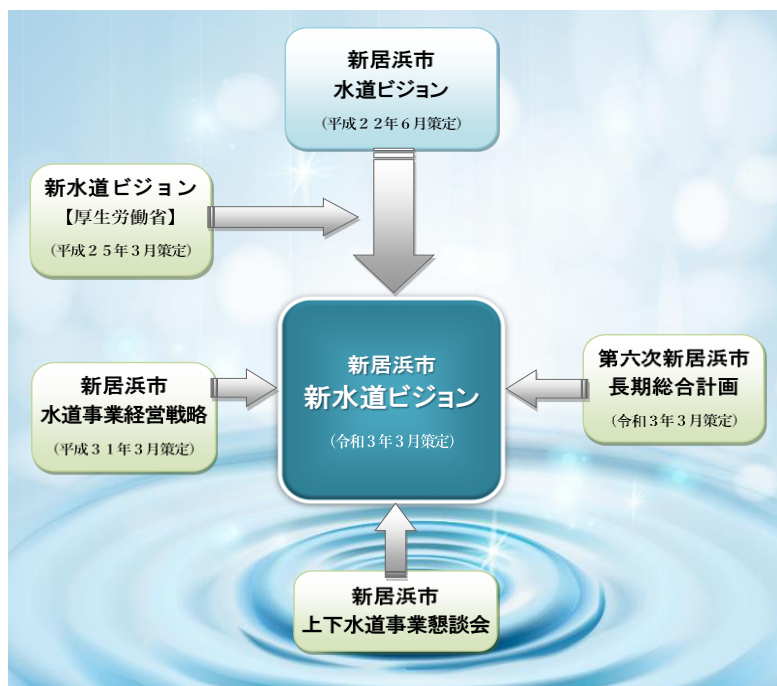 新居浜市
水道ビジョン
（平成２２年６月策定）
新水道ビジョン
【厚生労働省】
（平成２５年３月策定）
新居浜市
新水道ビジョン
（令和３年３月策定）
新居浜市
水道事業経営戦略
（平成３１年３月策定）
第六次新居浜市
長期総合計画
（令和３年３月策定）
新居浜市
上下水道事業懇談会